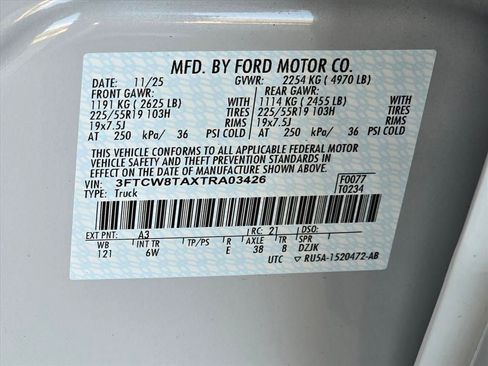 MFD. BY FORD MOTOR CO.
DATE: 11/25 GVWR: 2254 KG (4970 LB)
FRONT GAWR: REAR GAWR:
1191 KG (2625 LB) WITH 1114 KG (2455 LB) WITH
225/55R19 103H TIRES 225/55R19 103H TIRES
19x7.5J RIMS 19x7.5J RIMS
AT 250 kPa/ 36 PSI COLD AT 250 kPa/ 36 PSI COLD
THIS VEHICLE CONFORMS TO ALL APPLICABLE FEDERAL MOTOR
VEHICLE SAFETY AND THEFT PREVENTION STANDARDS IN
EFFECT ON THE DATE OF MANUFACTURE SHOWN ABOVE.
VIN: 3FTCW8TAXTRA03426 F0077
TYPE: Truck T0234
EXT PNT: A3 RC: 21 DSO:
WB INT TR TP/PS R AXLE TR SPR
121 6W E 38 8 DZJK
UTC RU5A-1520472-AB